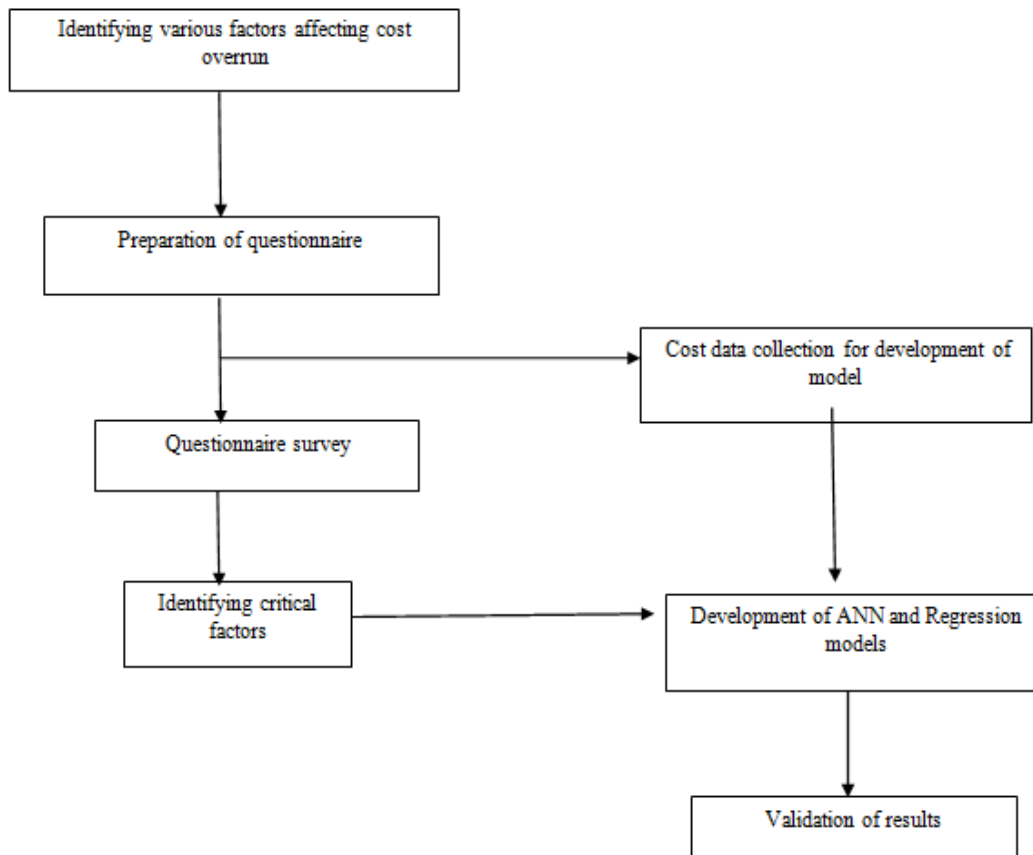 Identifying various factors affecting cost
overrun
Preparation of questionnaire
Cost data collection for development of
model
Questionnaire survey
Identifying critical
factors
Development of ANN and Regression
models
Validation of results